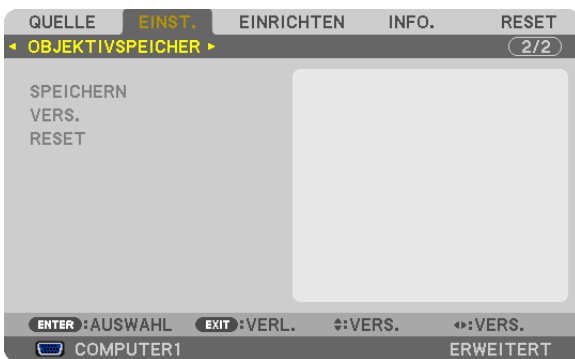 QUELLE EINST. EINRICHTEN INFO. RESET
◂ OBJEKTIVSPEICHER ▸ 2/2
SPEICHERN
VERS.
RESET
ENTER :AUSWAHL EXIT :VERL. ♦:VERS. ◂▸:VERS.
COMPUTER1 ERWEITERT